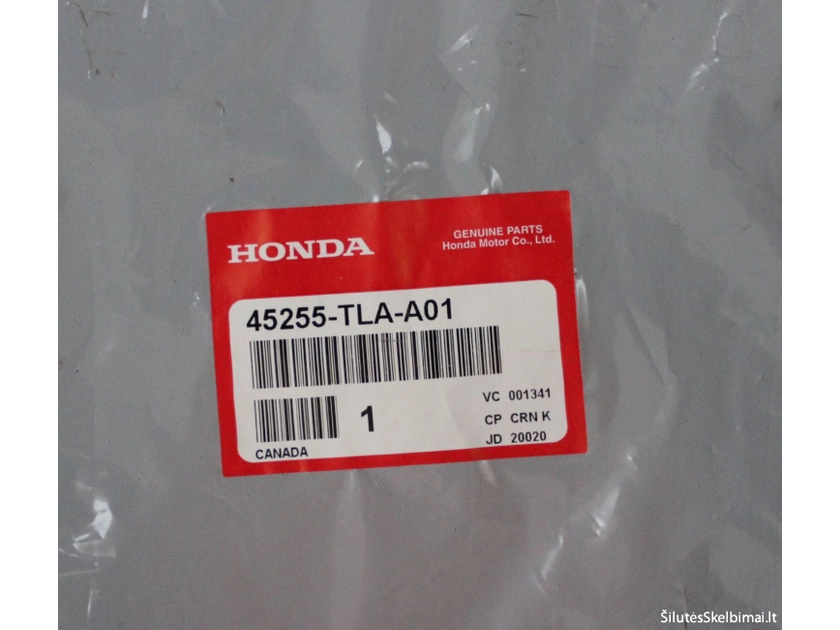 HONDA
GENUINE PARTS
Honda Motor Co., Ltd.
45255-TLA-A01
1
VC 001341
CP CRN K
JD 20020
CANADA
ŠilutėsSkelbimai.lt